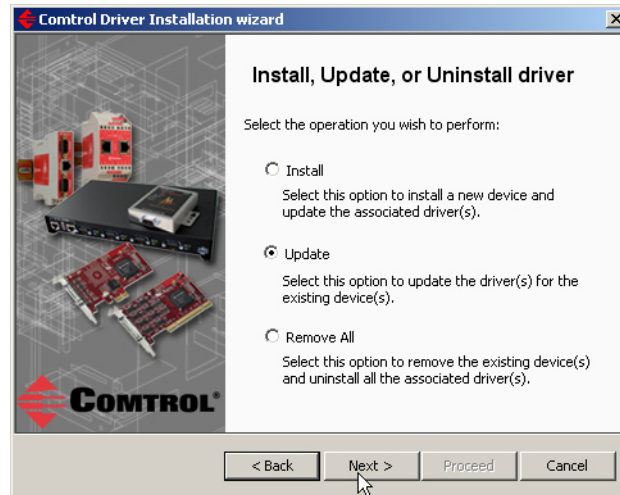 Comtrol Driver Installation wizard
Install, Update, or Uninstall driver
Select the operation you wish to perform:
Install
Select this option to install a new device and
update the associated driver(s).
Update
Select this option to update the driver(s) for the
existing device(s).
Remove All
Select this option to remove the existing device(s)
and uninstall all the associated driver(s).
COMTROL®
< Back
Next >
Proceed
Cancel